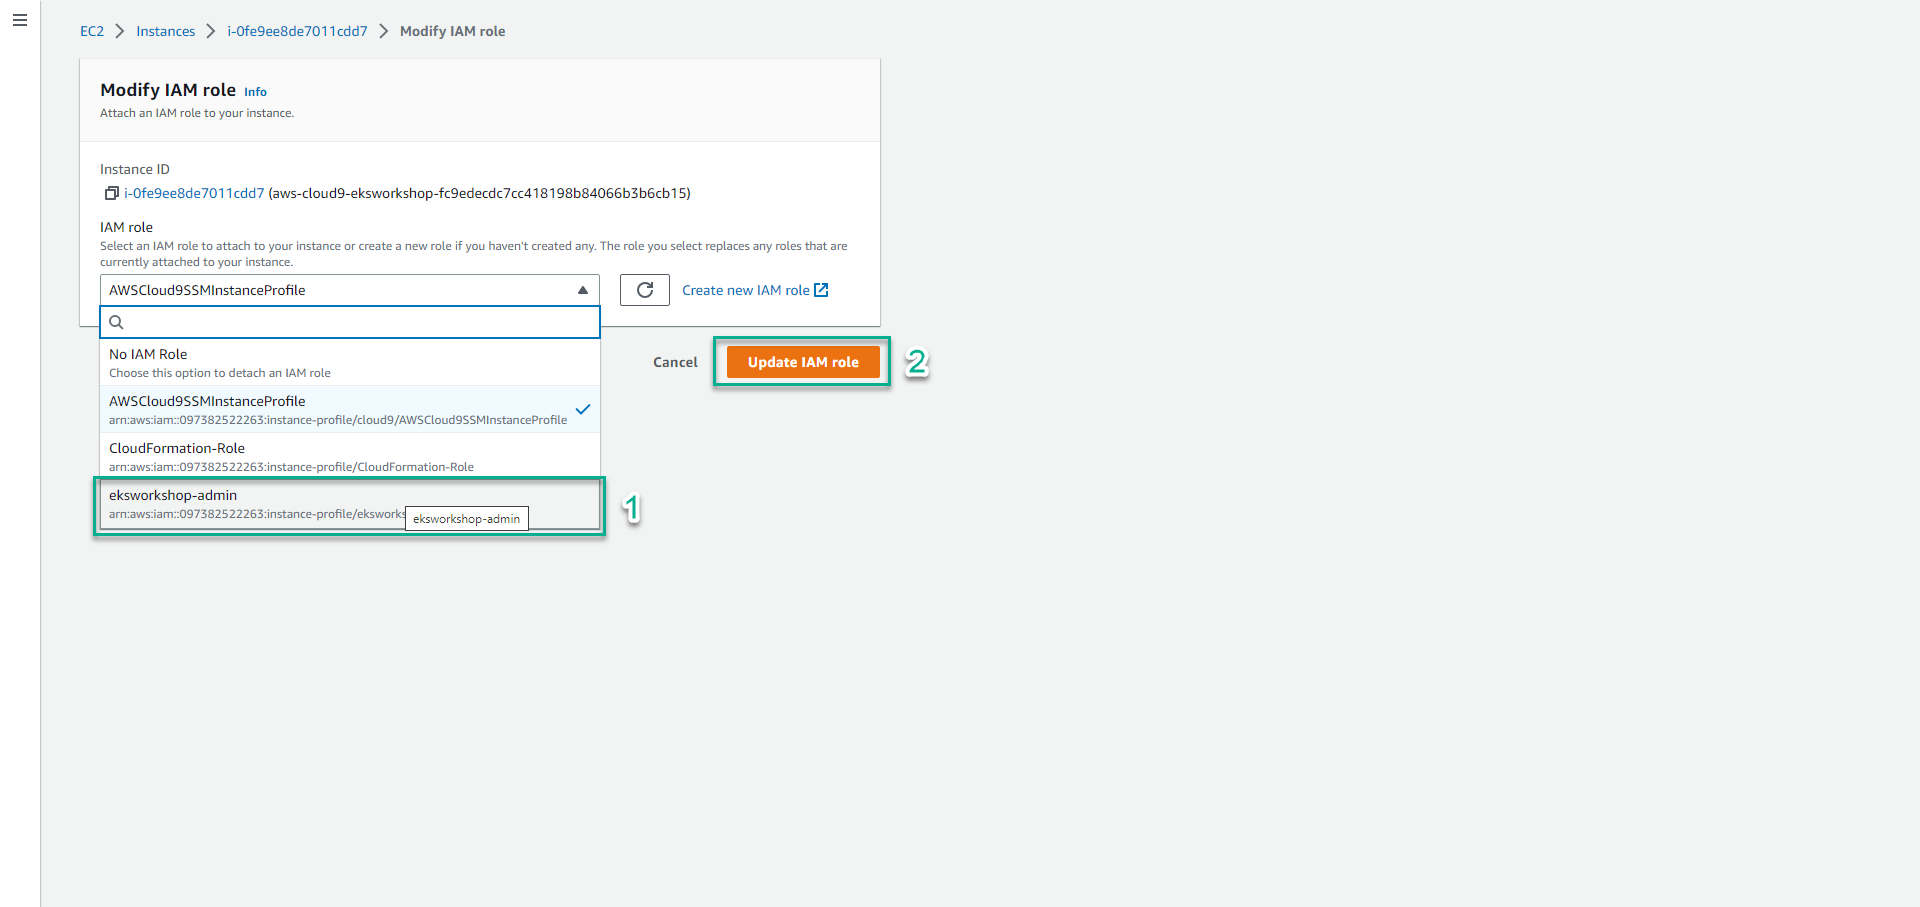 EC2 > Instances > i-0fe9ee8de7011cdd7 > Modify IAM role
Modify IAM role Info
Attach an IAM role to your instance.
Instance ID
i-0fe9ee8de7011cdd7 (aws-cloud9-eksworkshop-fc9edecdc7cc418198b84066b3b6cb15)
IAM role
Select an IAM role to attach to your instance or create a new role if you haven't created any. The role you select replaces any roles that are
currently attached to your instance.
AWSCloud9SSMInstanceProfile
Create new IAM role
No IAM Role
Choose this option to detach an IAM role
Cancel
Update IAM role
2
AWSCloud9SSMInstanceProfile
arn:aws:iam::097382522263:instance-profile/cloud9/AWSCloud9SSMInstanceProfile
CloudFormation-Role
arn:aws:iam::097382522263:instance-profile/CloudFormation-Role
eksworkshop-admin
arn:aws:iam::097382522263:instance-profile/eksworks
eksworkshop-admin
1